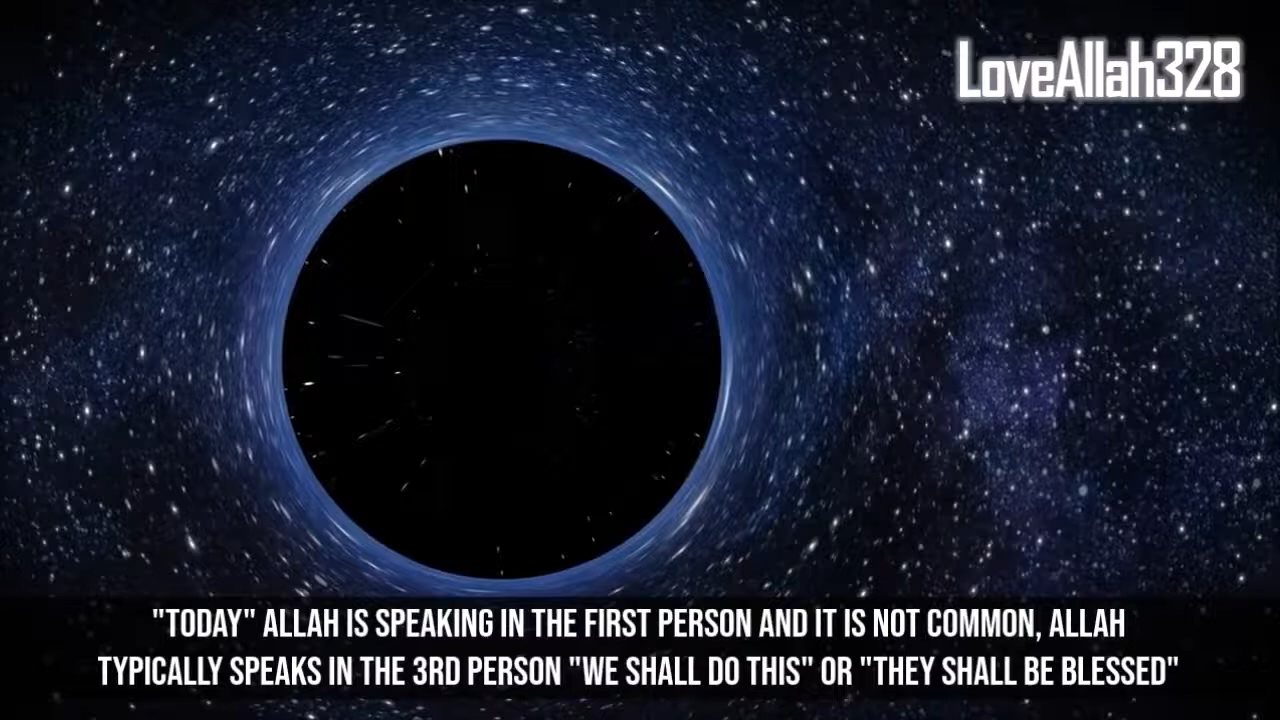 LoveAllah328
"TODAY" ALLAH IS SPEAKING IN THE FIRST PERSON AND IT IS NOT COMMON, ALLAH
TYPICALLY SPEAKS IN THE 3RD PERSON "WE SHALL DO THIS" OR "THEY SHALL BE BLESSED"